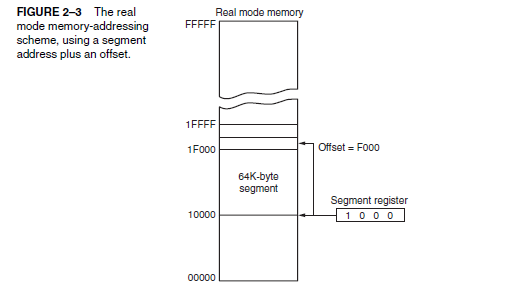 FIGURE 2–3 The real
mode memory-addressing
scheme, using a segment
address plus an offset.
Real mode memory
FFFFF
1FFFF
1F000
Offset = F000
64K-byte
segment
Segment register
10000
1 0 0 0
00000